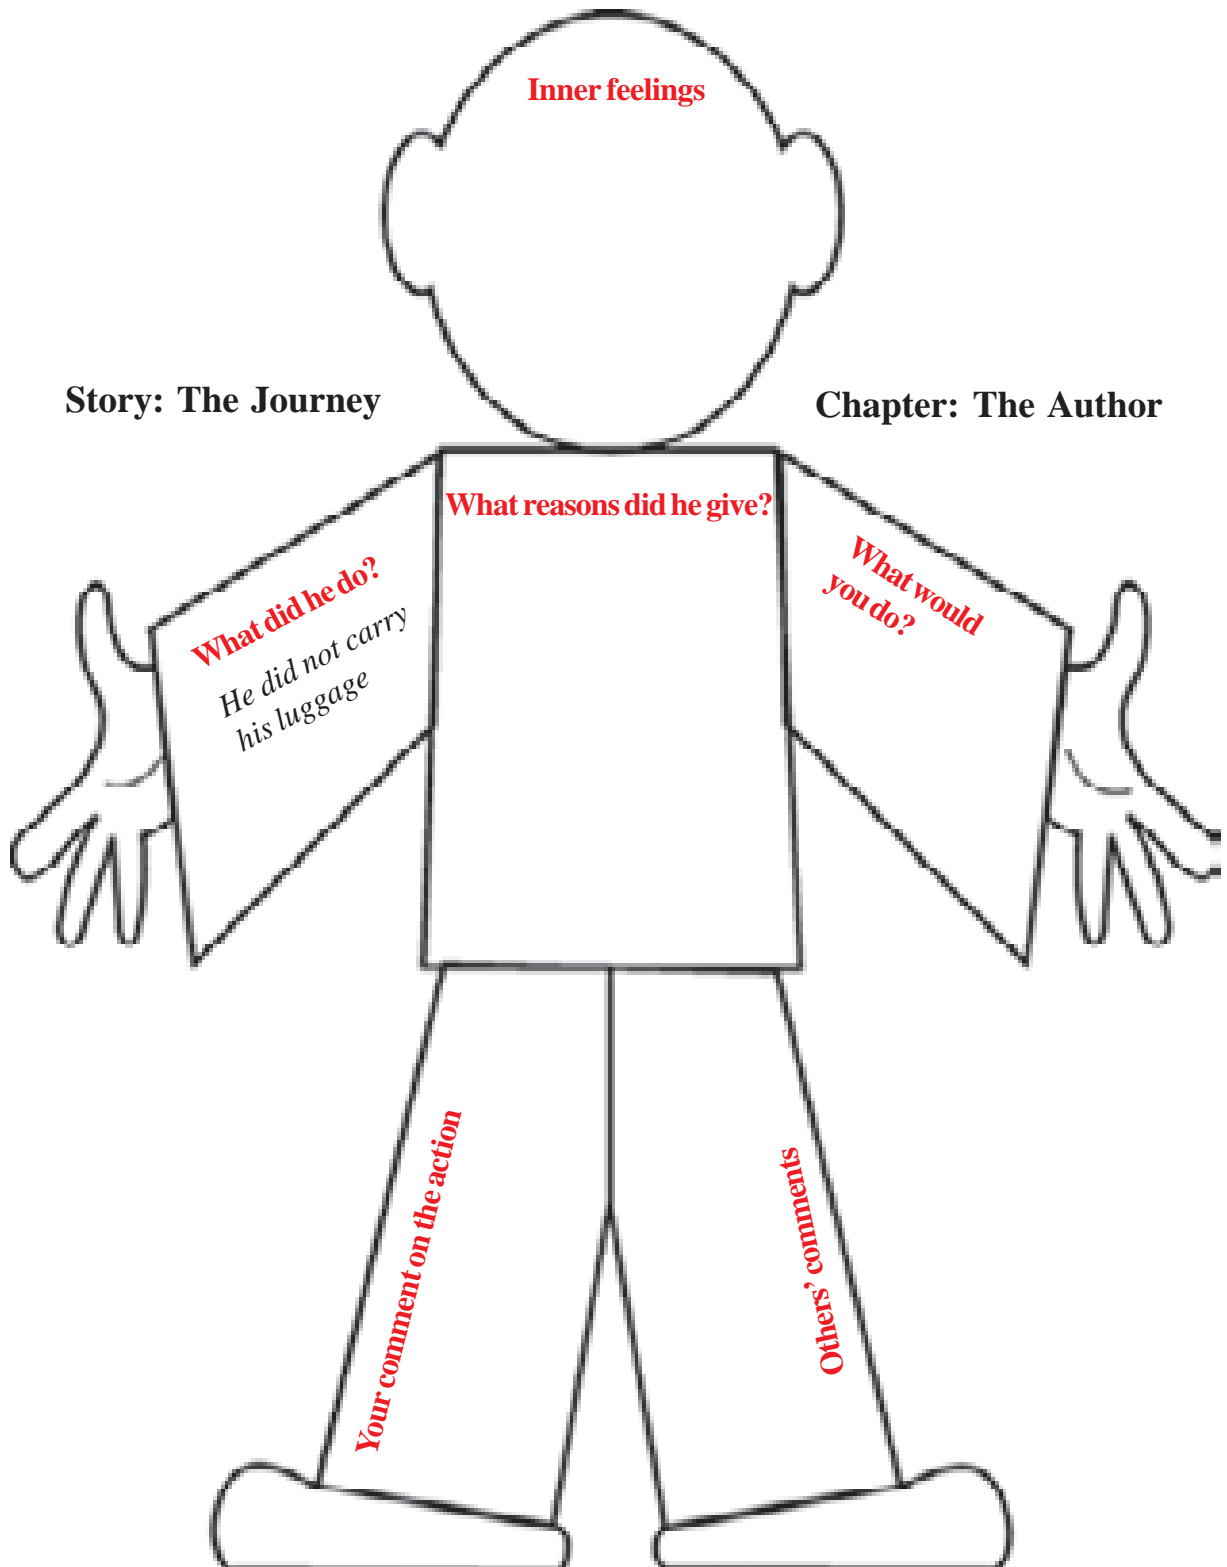 Inner feelings
Story: The Journey
Chapter: The Author
What reasons did he give?
What did he do?
He did not carry
his luggage
What would
you do?
Your comment on the action
Others' comments